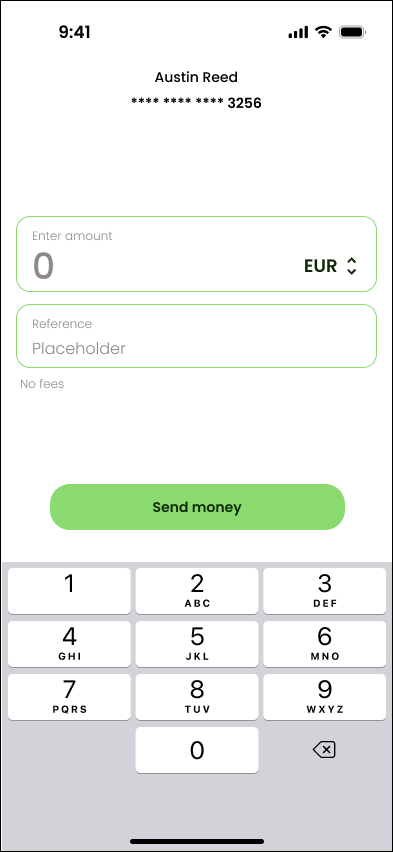 9:41
Austin Reed
**** **** **** 3256
Enter amount
0
EUR
Reference
Placeholder
No fees
Send money
1 2 3
ABC DEF
4 5 6
GHI JKL MNO
7 8 9
PQRS TUV WXYZ
0